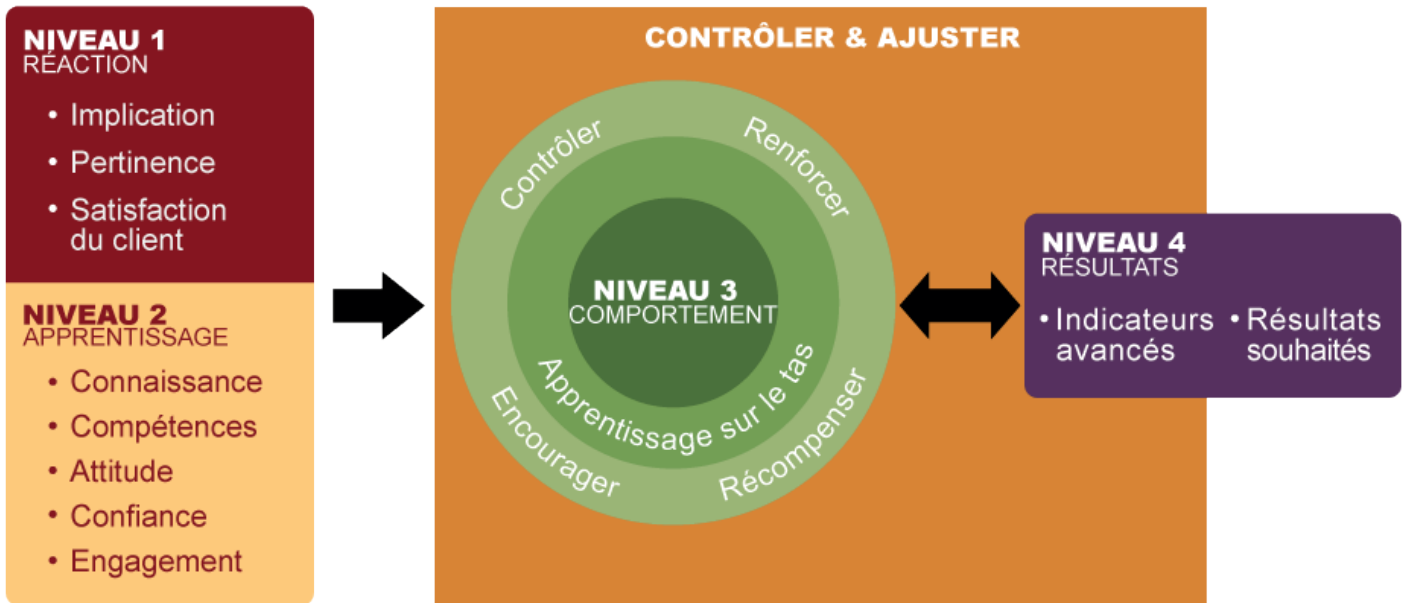 NIVEAU 1
RÉACTION
• Implication
• Pertinence
• Satisfaction
du client
NIVEAU 2
APPRENTISSAGE
• Connaissance
• Compétences
• Attitude
• Confiance
• Engagement
CONTRÔLER & AJUSTER
Contrôler
Renforcer
NIVEAU 3
COMPORTEMENT
Apprentissage sur le tas
Encourager
Récompenser
NIVEAU 4
RÉSULTATS
• Indicateurs
avancés
• Résultats
souhaités